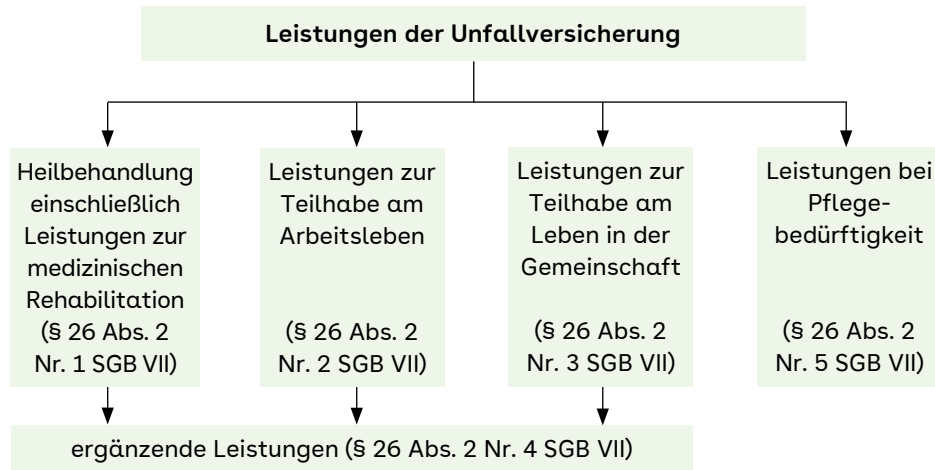 Leistungen der Unfallversicherung
Heilbehandlung
einschließlich
Leistungen zur
medizinischen
Rehabilitation
(§ 26 Abs. 2
Nr. 1 SGB VII)
Leistungen zur
Teilhabe am
Arbeitsleben
(§ 26 Abs. 2
Nr. 2 SGB VII)
Leistungen zur
Teilhabe am
Leben in der
Gemeinschaft
(§ 26 Abs. 2
Nr. 3 SGB VII)
Leistungen bei
Pflege-
bedürftigkeit
(§ 26 Abs. 2
Nr. 5 SGB VII)
ergänzende Leistungen (§ 26 Abs. 2 Nr. 4 SGB VII)